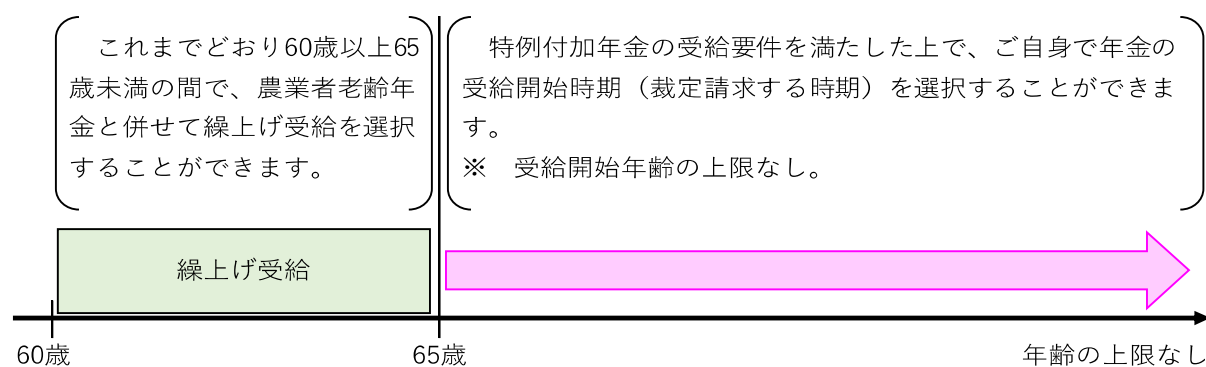 これまでどおり60歳以上65
歳未満の間で、農業者老齢年
金と併せて繰上げ受給を選択
することができます。
特例付加年金の受給要件を満たした上で、ご自身で年金の
受給開始時期（裁定請求する時期）を選択することができま
す。
※　受給開始年齢の上限なし。
繰上げ受給
60歳
65歳
年齢の上限なし